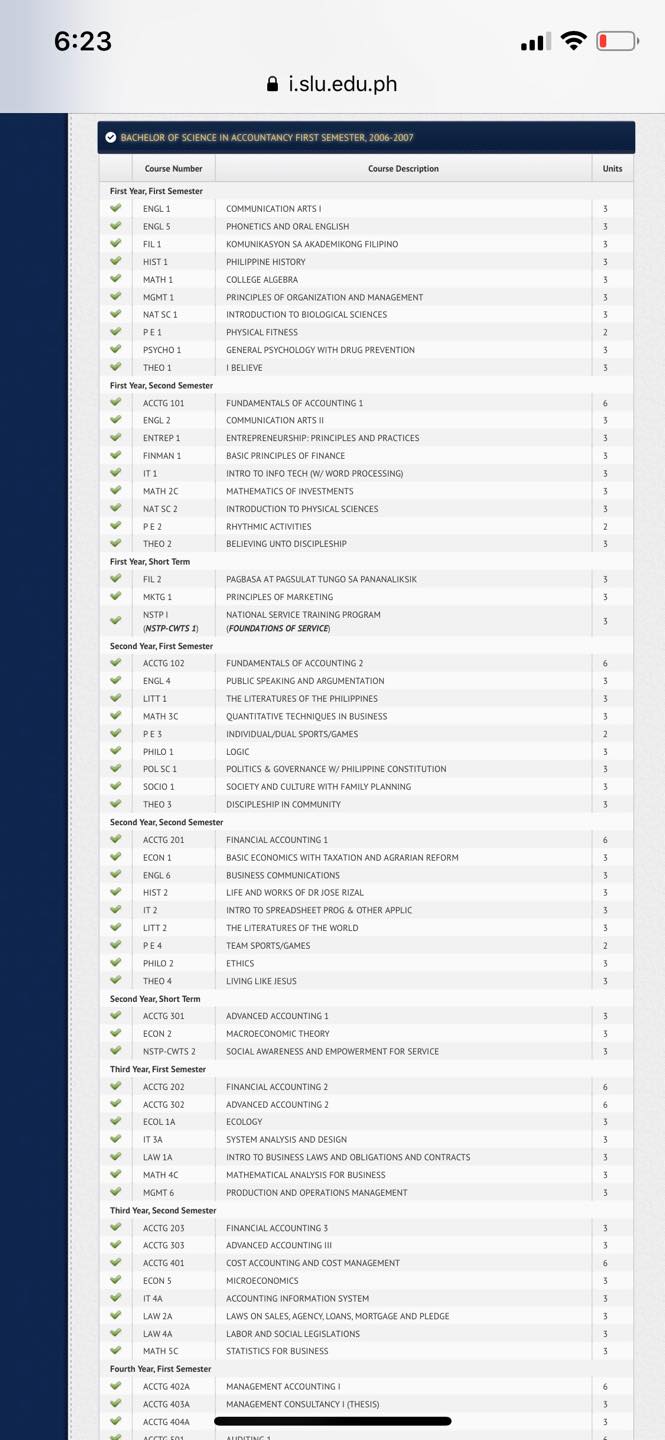 6:23
i.slu.edu.ph
BACHELOR OF SCIENCE IN ACCOUNTANCY FIRST SEMESTER, 2006-2007
Course Number Course Description Units
First Year, First Semester
ENGL 1 COMMUNICATION ARTS I 3
ENGL 5 PHONETICS AND ORAL ENGLISH 3
FIL 1 KOMUNIKASYON SA AKADEMIKONG FILIPINO 3
HIST 1 PHILIPPINE HISTORY 3
MATH 1 COLLEGE ALGEBRA 3
MGMT 1 PRINCIPLES OF ORGANIZATION AND MANAGEMENT 3
NAT SC 1 INTRODUCTION TO BIOLOGICAL SCIENCES 3
P E 1 PHYSICAL FITNESS 2
PSYCHO 1 GENERAL PSYCHOLOGY WITH DRUG PREVENTION 3
THEO 1 I BELIEVE 3
First Year, Second Semester
ACCTG 101 FUNDAMENTALS OF ACCOUNTING 1 6
ENGL 2 COMMUNICATION ARTS II 3
ENTREP 1 ENTREPRENEURSHIP: PRINCIPLES AND PRACTICES 3
FINMAN 1 BASIC PRINCIPLES OF FINANCE 3
IT 1 INTRO TO INFO TECH (W/ WORD PROCESSING) 3
MATH 2C MATHEMATICS OF INVESTMENTS 3
NAT SC 2 INTRODUCTION TO PHYSICAL SCIENCES 3
P E 2 RHYTHMIC ACTIVITIES 2
THEO 2 BELIEVING UNTO DISCIPLESHIP 3
First Year, Short Term
FIL 2 PAGBASA AT PAGSULAT TUNGO SA PANANALIKSIK 3
MKTG 1 PRINCIPLES OF MARKETING 3
NSTP I NATIONAL SERVICE TRAINING PROGRAM 3
(NSTP-CWTS 1) (FOUNDATIONS OF SERVICE)
Second Year, First Semester
ACCTG 102 FUNDAMENTALS OF ACCOUNTING 2 6
ENGL 4 PUBLIC SPEAKING AND ARGUMENTATION 3
LITT 1 THE LITERATURES OF THE PHILIPPINES 3
MATH 3C QUANTITATIVE TECHNIQUES IN BUSINESS 3
P E 3 INDIVIDUAL/DUAL SPORTS/GAMES 2
PHILO 1 LOGIC 3
POL SC 1 POLITICS & GOVERNANCE W/ PHILIPPINE CONSTITUTION 3
SOCIO 1 SOCIETY AND CULTURE WITH FAMILY PLANNING 3
THEO 3 DISCIPLESHIP IN COMMUNITY 3
Second Year, Second Semester
ACCTG 201 FINANCIAL ACCOUNTING 1 6
ECON 1 BASIC ECONOMICS WITH TAXATION AND AGRARIAN REFORM 3
ENGL 6 BUSINESS COMMUNICATIONS 3
HIST 2 LIFE AND WORKS OF DR JOSE RIZAL 3
IT 2 INTRO TO SPREADSHEET PROG & OTHER APPLIC 3
LITT 2 THE LITERATURES OF THE WORLD 3
P E 4 TEAM SPORTS/GAMES 2
PHILO 2 ETHICS 3
THEO 4 LIVING LIKE JESUS 3
Second Year, Short Term
ACCTG 301 ADVANCED ACCOUNTING 1 3
ECON 2 MACROECONOMIC THEORY 3
NSTP-CWTS 2 SOCIAL AWARENESS AND EMPOWERMENT FOR SERVICE 3
Third Year, First Semester
ACCTG 202 FINANCIAL ACCOUNTING 2 6
ACCTG 302 ADVANCED ACCOUNTING 2 6
ECOL 1A ECOLOGY 3
IT 3A SYSTEM ANALYSIS AND DESIGN 3
LAW 1A INTRO TO BUSINESS LAWS AND OBLIGATIONS AND CONTRACTS 3
MATH 4C MATHEMATICAL ANALYSIS FOR BUSINESS 3
MGMT 6 PRODUCTION AND OPERATIONS MANAGEMENT 3
Third Year, Second Semester
ACCTG 203 FINANCIAL ACCOUNTING 3 3
ACCTG 303 ADVANCED ACCOUNTING III 3
ACCTG 401 COST ACCOUNTING AND COST MANAGEMENT 6
ECON 5 MICROECONOMICS 3
IT 4A ACCOUNTING INFORMATION SYSTEM 3
LAW 2A LAWS ON SALES, AGENCY, LOANS, MORTGAGE AND PLEDGE 3
LAW 4A LABOR AND SOCIAL LEGISLATIONS 3
MATH 5C STATISTICS FOR BUSINESS 3
Fourth Year, First Semester
ACCTG 402A MANAGEMENT ACCOUNTING I 6
ACCTG 403A MANAGEMENT CONSULTANCY I (THESIS) 3
ACCTG 404A 3
ACCTG 501 AUDITING 1 6